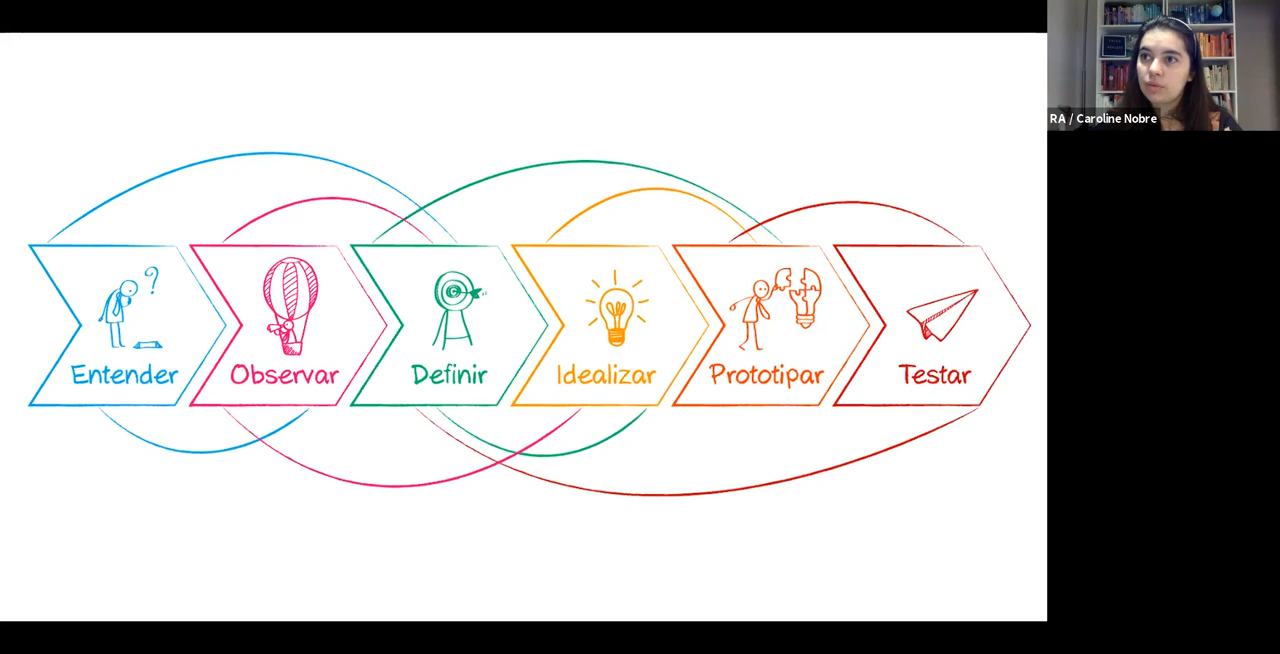 RA / Caroline Nobre
Entender
Observar
Definir
Idealizar
Prototipar
Testar
?